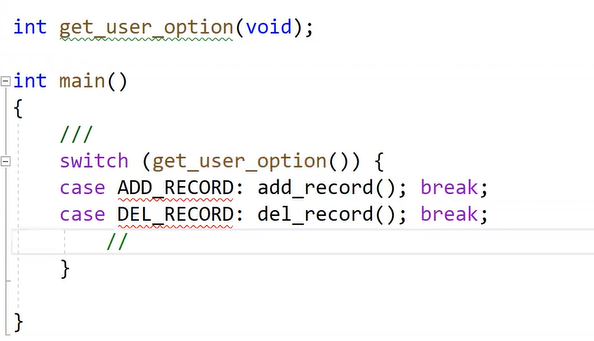 int get_user_option(void);
int main()
{
///
switch (get_user_option()) {
case ADD_RECORD: add_record(); break;
case DEL_RECORD: del_record(); break;
//
}
}